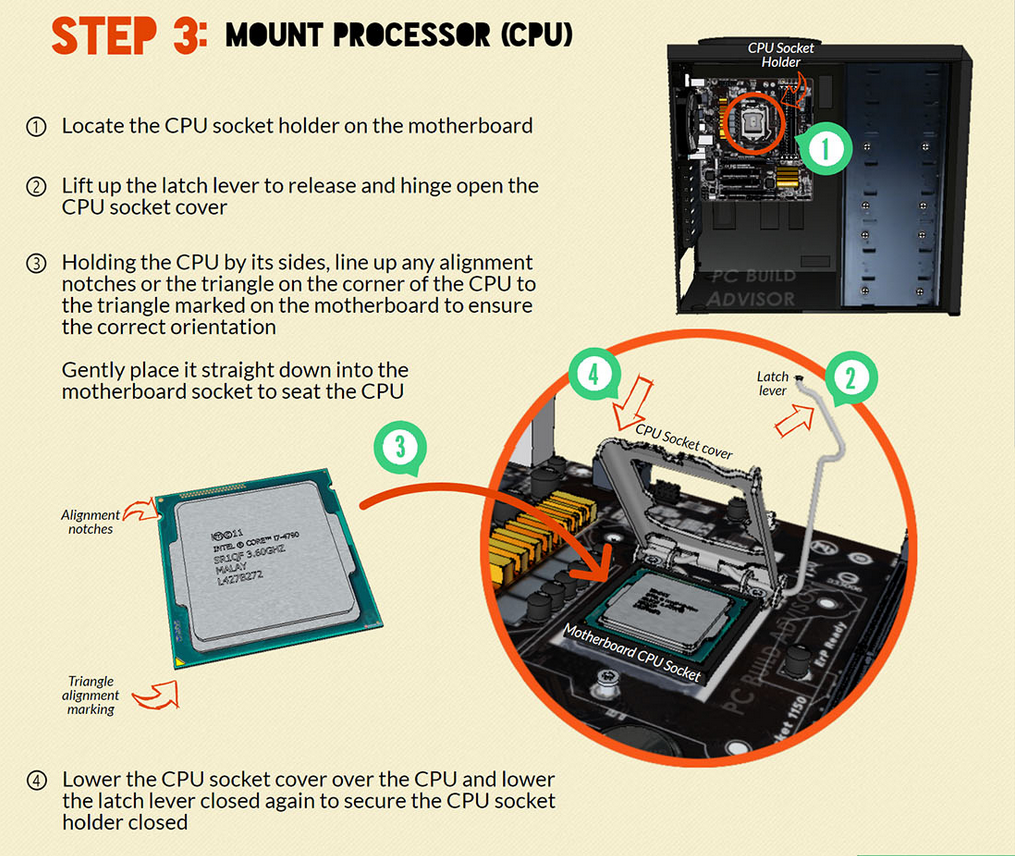 STEP 3: MOUNT PROCESSOR (CPU)
CPU Socket
Holder
1
1 Locate the CPU socket holder on the motherboard
2 Lift up the latch lever to release and hinge open the
CPU socket cover
3 Holding the CPU by its sides, line up any alignment
notches or the triangle on the corner of the CPU to
the triangle marked on the motherboard to ensure
the correct orientation
Gently place it straight down into the
motherboard socket to seat the CPU
PC BUILD
ADVISOR
4
2
Latch
lever
CPU Socket cover
3
Alignment
notches
INTEL ® CORE™ i7-4790
SR1QF 3.60GHZ
MALAY
L427B272
Motherboard CPU Socket
PC BUILD ADVISOR
ErP Ready
ket 1150
Triangle
alignment
marking
4 Lower the CPU socket cover over the CPU and lower
the latch lever closed again to secure the CPU socket
holder closed